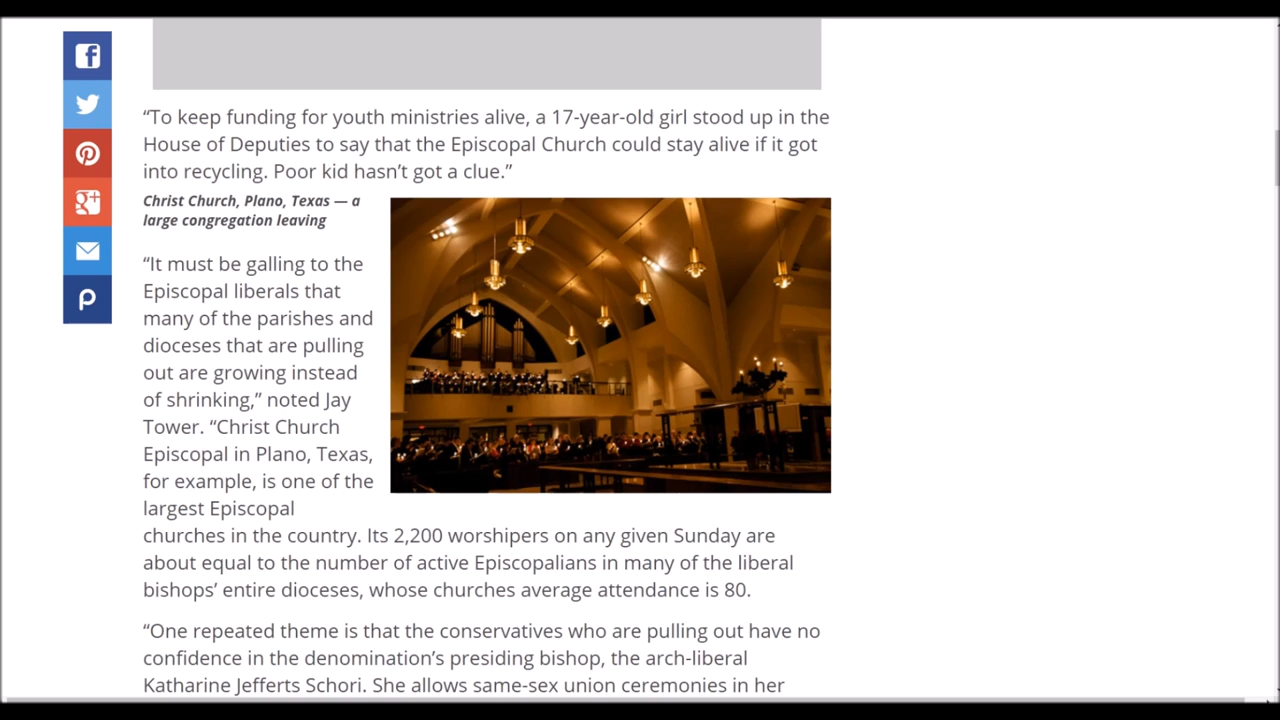 “To keep funding for youth ministries alive, a 17-year-old girl stood up in the
House of Deputies to say that the Episcopal Church could stay alive if it got
into recycling. Poor kid hasn’t got a clue.”
Christ Church, Plano, Texas — a
large congregation leaving
“It must be galling to the
Episcopal liberals that
many of the parishes and
dioceses that are pulling
out are growing instead
of shrinking,” noted Jay
Tower. “Christ Church
Episcopal in Plano, Texas,
for example, is one of the
largest Episcopal
churches in the country. Its 2,200 worshipers on any given Sunday are
about equal to the number of active Episcopalians in many of the liberal
bishops’ entire dioceses, whose churches average attendance is 80.
“One repeated theme is that the conservatives who are pulling out have no
confidence in the denomination’s presiding bishop, the arch-liberal
Katharine Jefferts Schori. She allows same-sex union ceremonies in her